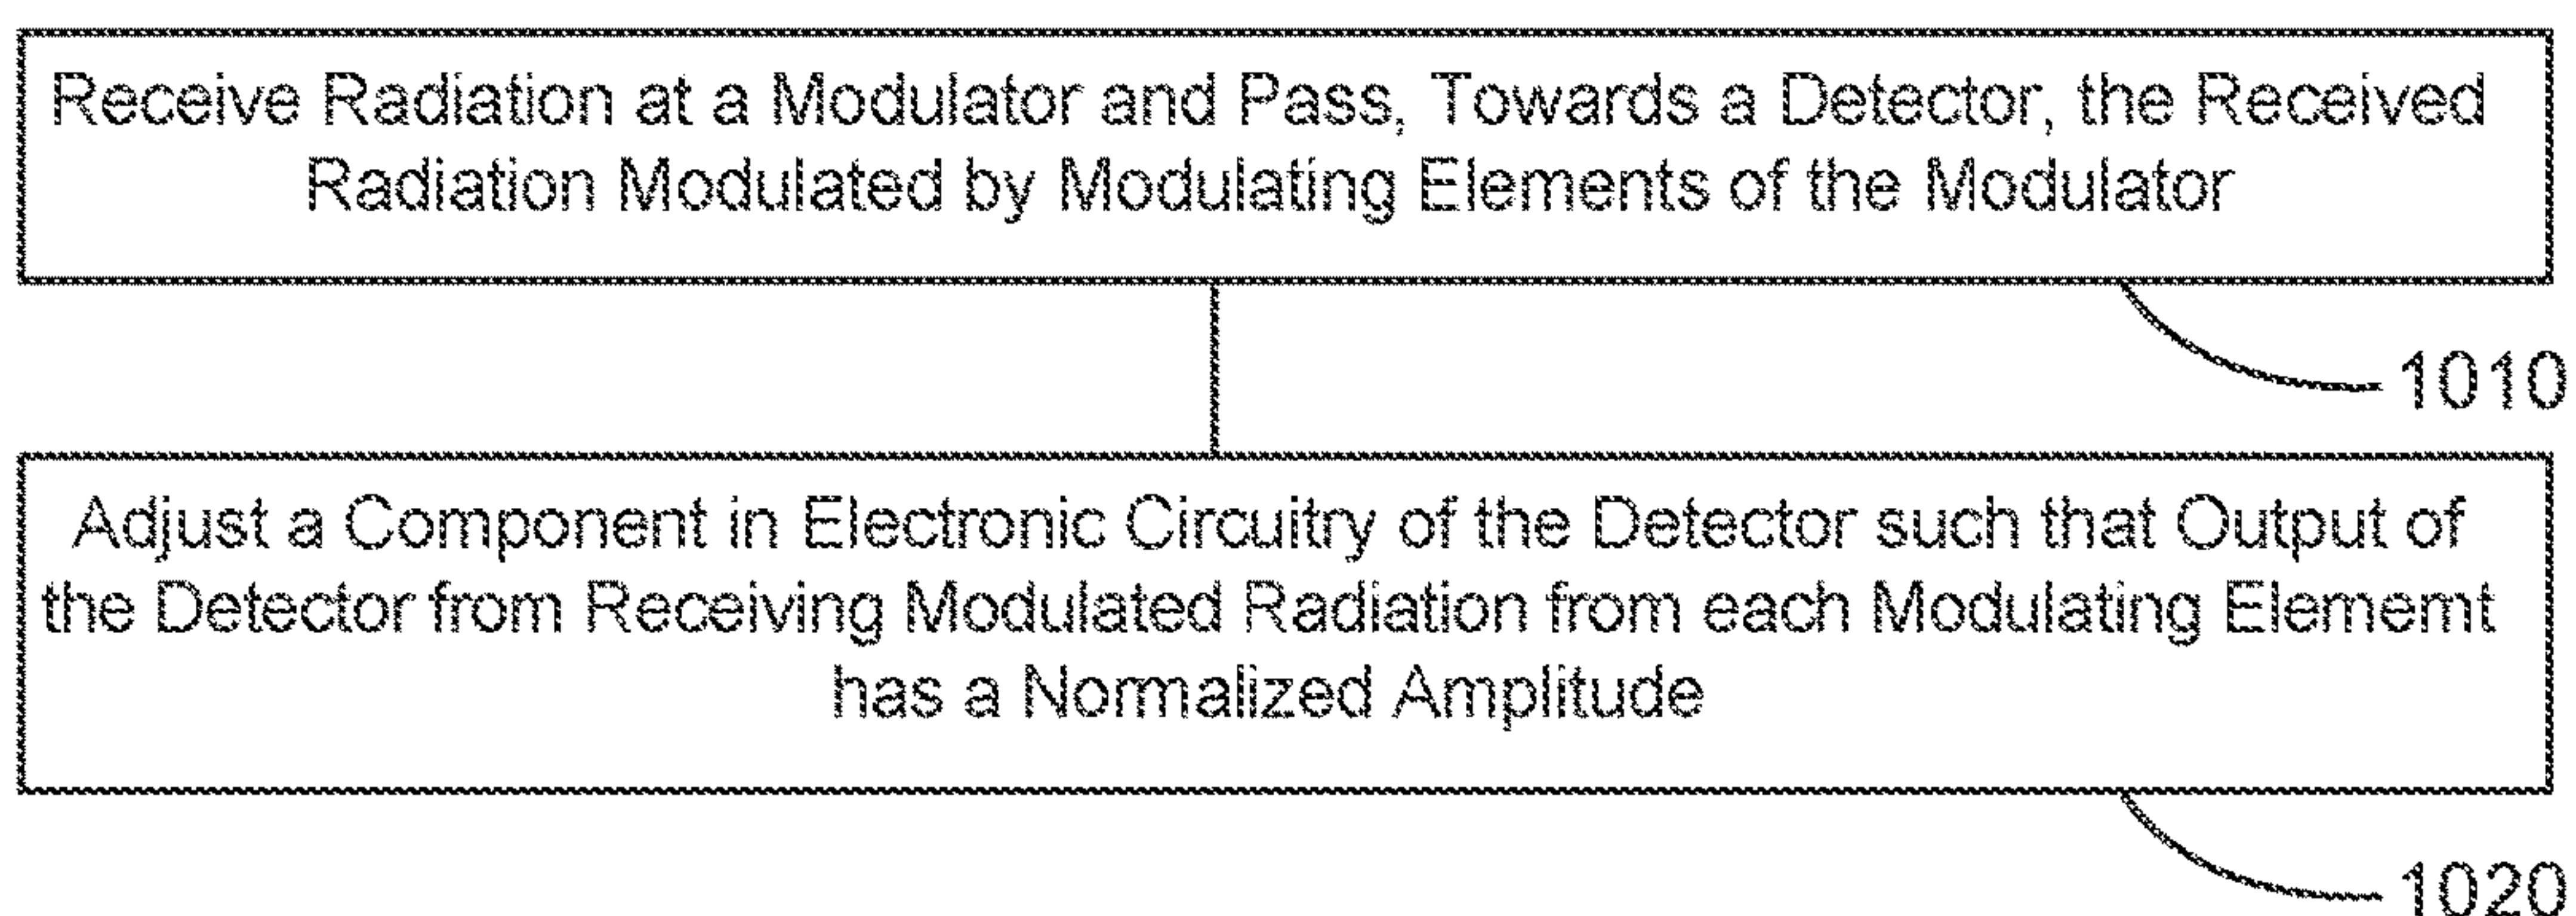 Receive Radiation at a Modulator and Pass, Towards a Detector, the Received
Radiation Modulated by Modulating Elements of the Modulator
1010
Adjust a Component in Electronic Circuitry of the Detector such that Output of
the Detector from Receiving Modulated Radiation from each Modulating Elememt
has a Normalized Amplitude
1020